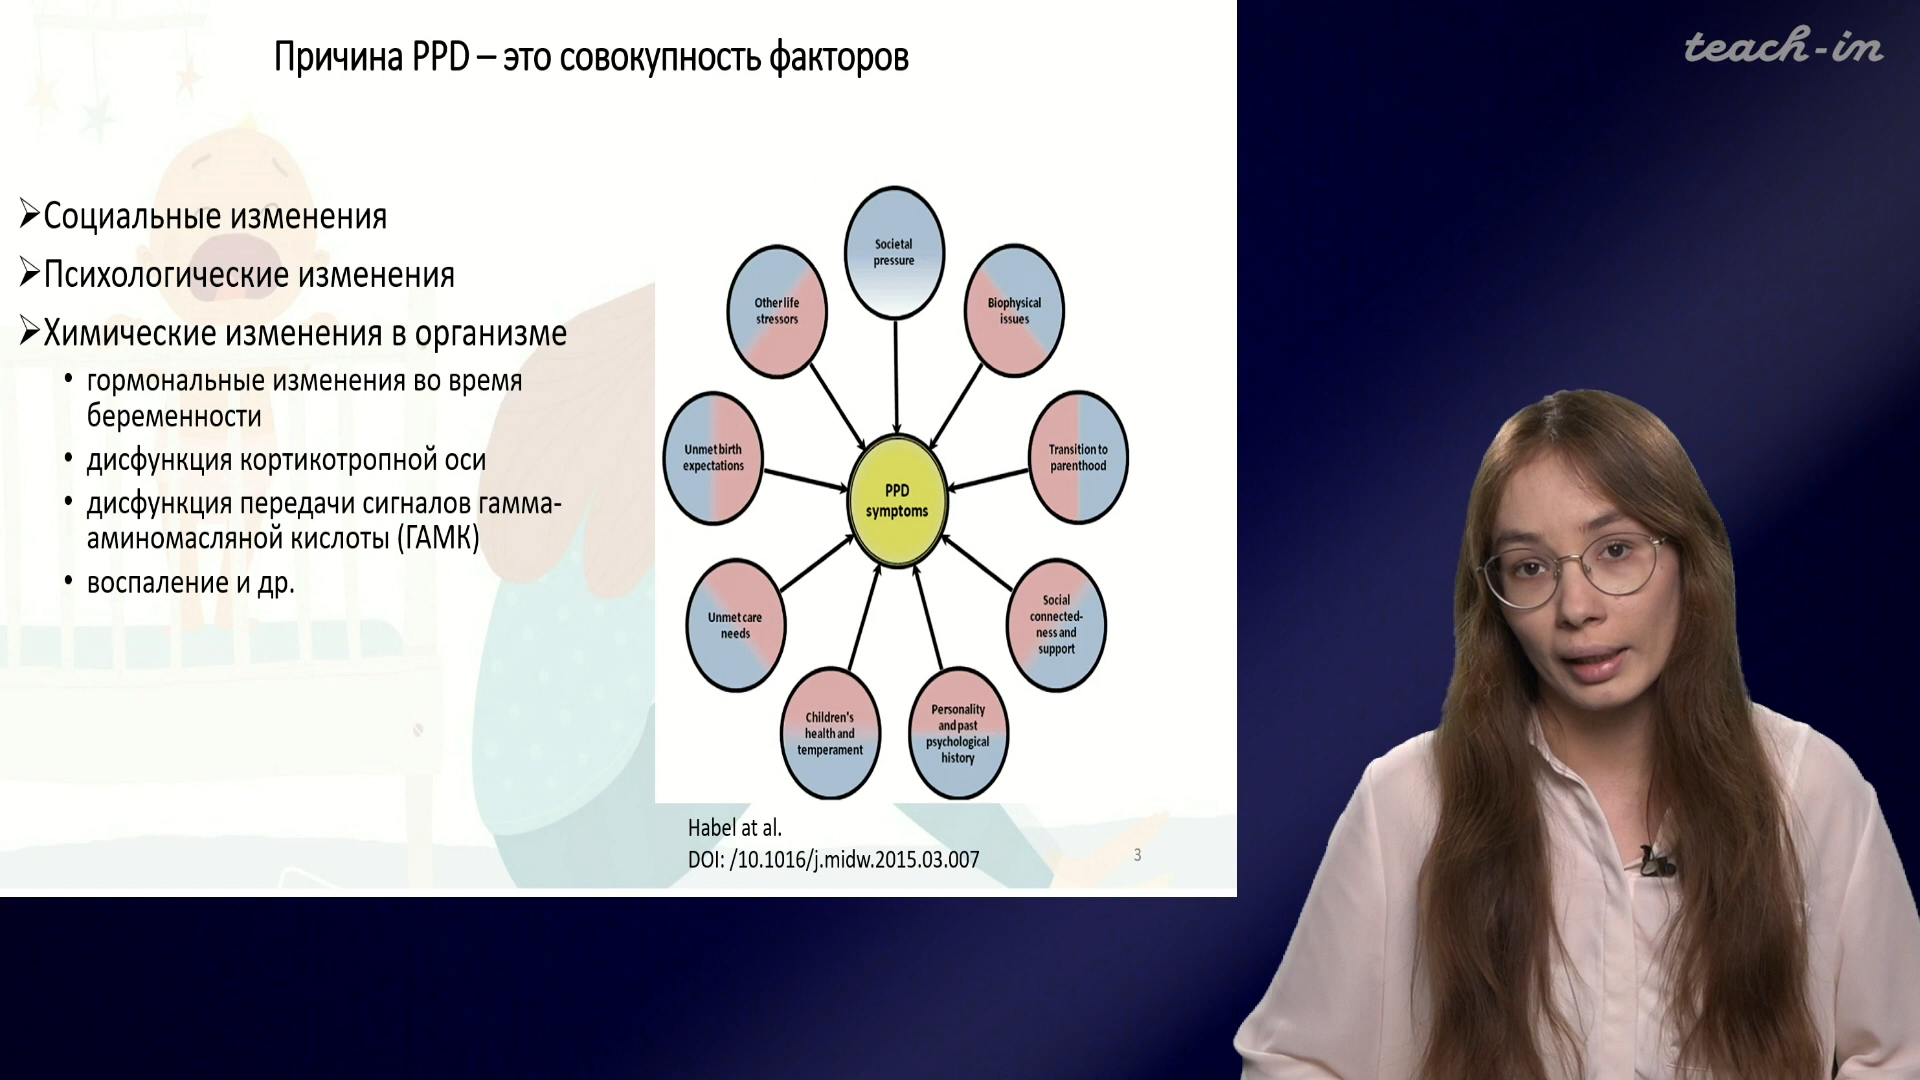 Причина PPD – это совокупность факторов
teach-in
Социальные изменения
Психологические изменения
Химические изменения в организме
гормональные изменения во время
беременности
дисфункция кортикотропной оси
дисфункция передачи сигналов гамма-
аминомасляной кислоты (ГАМК)
воспаление и др.
Societal
pressure
Other life
stressors
Biophysical
issues
Unmet birth
expectations
Transition to
parenthood
PPD
symptoms
Unmet care
needs
Social
connected-
ness and
support
Children's
health and
temperament
Personality
and past
psychological
history
Habel at al.
DOI: /10.1016/j.midw.2015.03.007
3